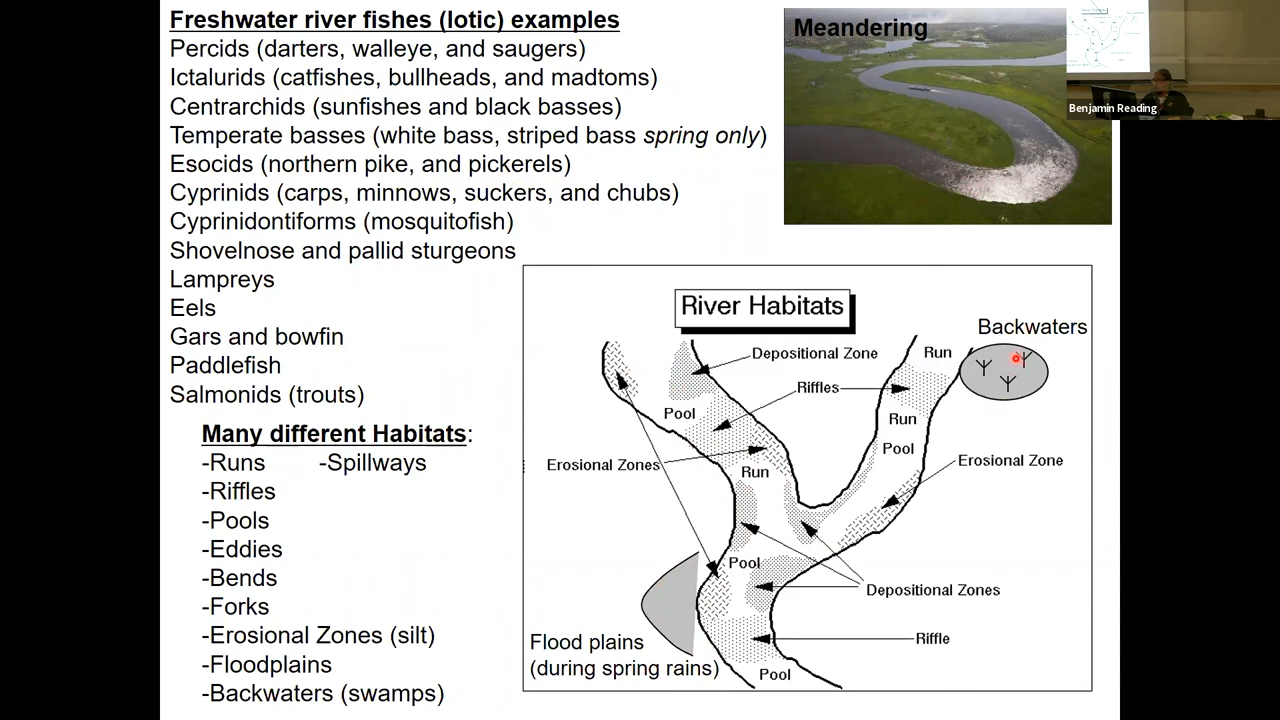 Freshwater river fishes (lotic) examples
Percids (darters, walleye, and saugers)
Ictalurids (catfishes, bullheads, and madtoms)
Centrarchids (sunfishes and black basses)
Temperate basses (white bass, striped bass spring only)
Esocids (northern pike, and pickerels)
Cyprinids (carps, minnows, suckers, and chubs)
Cyprinidontiforms (mosquitofish)
Shovelnose and pallid sturgeons
Lampreys
Eels
Gars and bowfin
Paddlefish
Salmonids (trouts)
Many different Habitats:
-Runs -Spillways
-Riffles
-Pools
-Eddies
-Bends
-Forks
-Erosional Zones (silt)
-Floodplains
-Backwaters (swamps)
Meandering
Benjamin Reading
River Habitats
Backwaters
Depositional Zone
Run
Riffles
Pool
Run
Pool
Erosional Zones
Run
Erosional Zone
Pool
Depositional Zones
Flood plains
(during spring rains)
Riffle
Pool